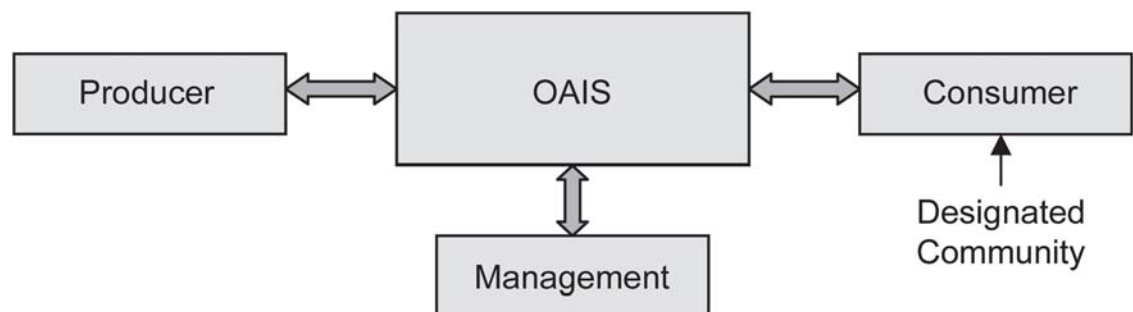 Producer
OAIS
Consumer
Designated
Community
Management